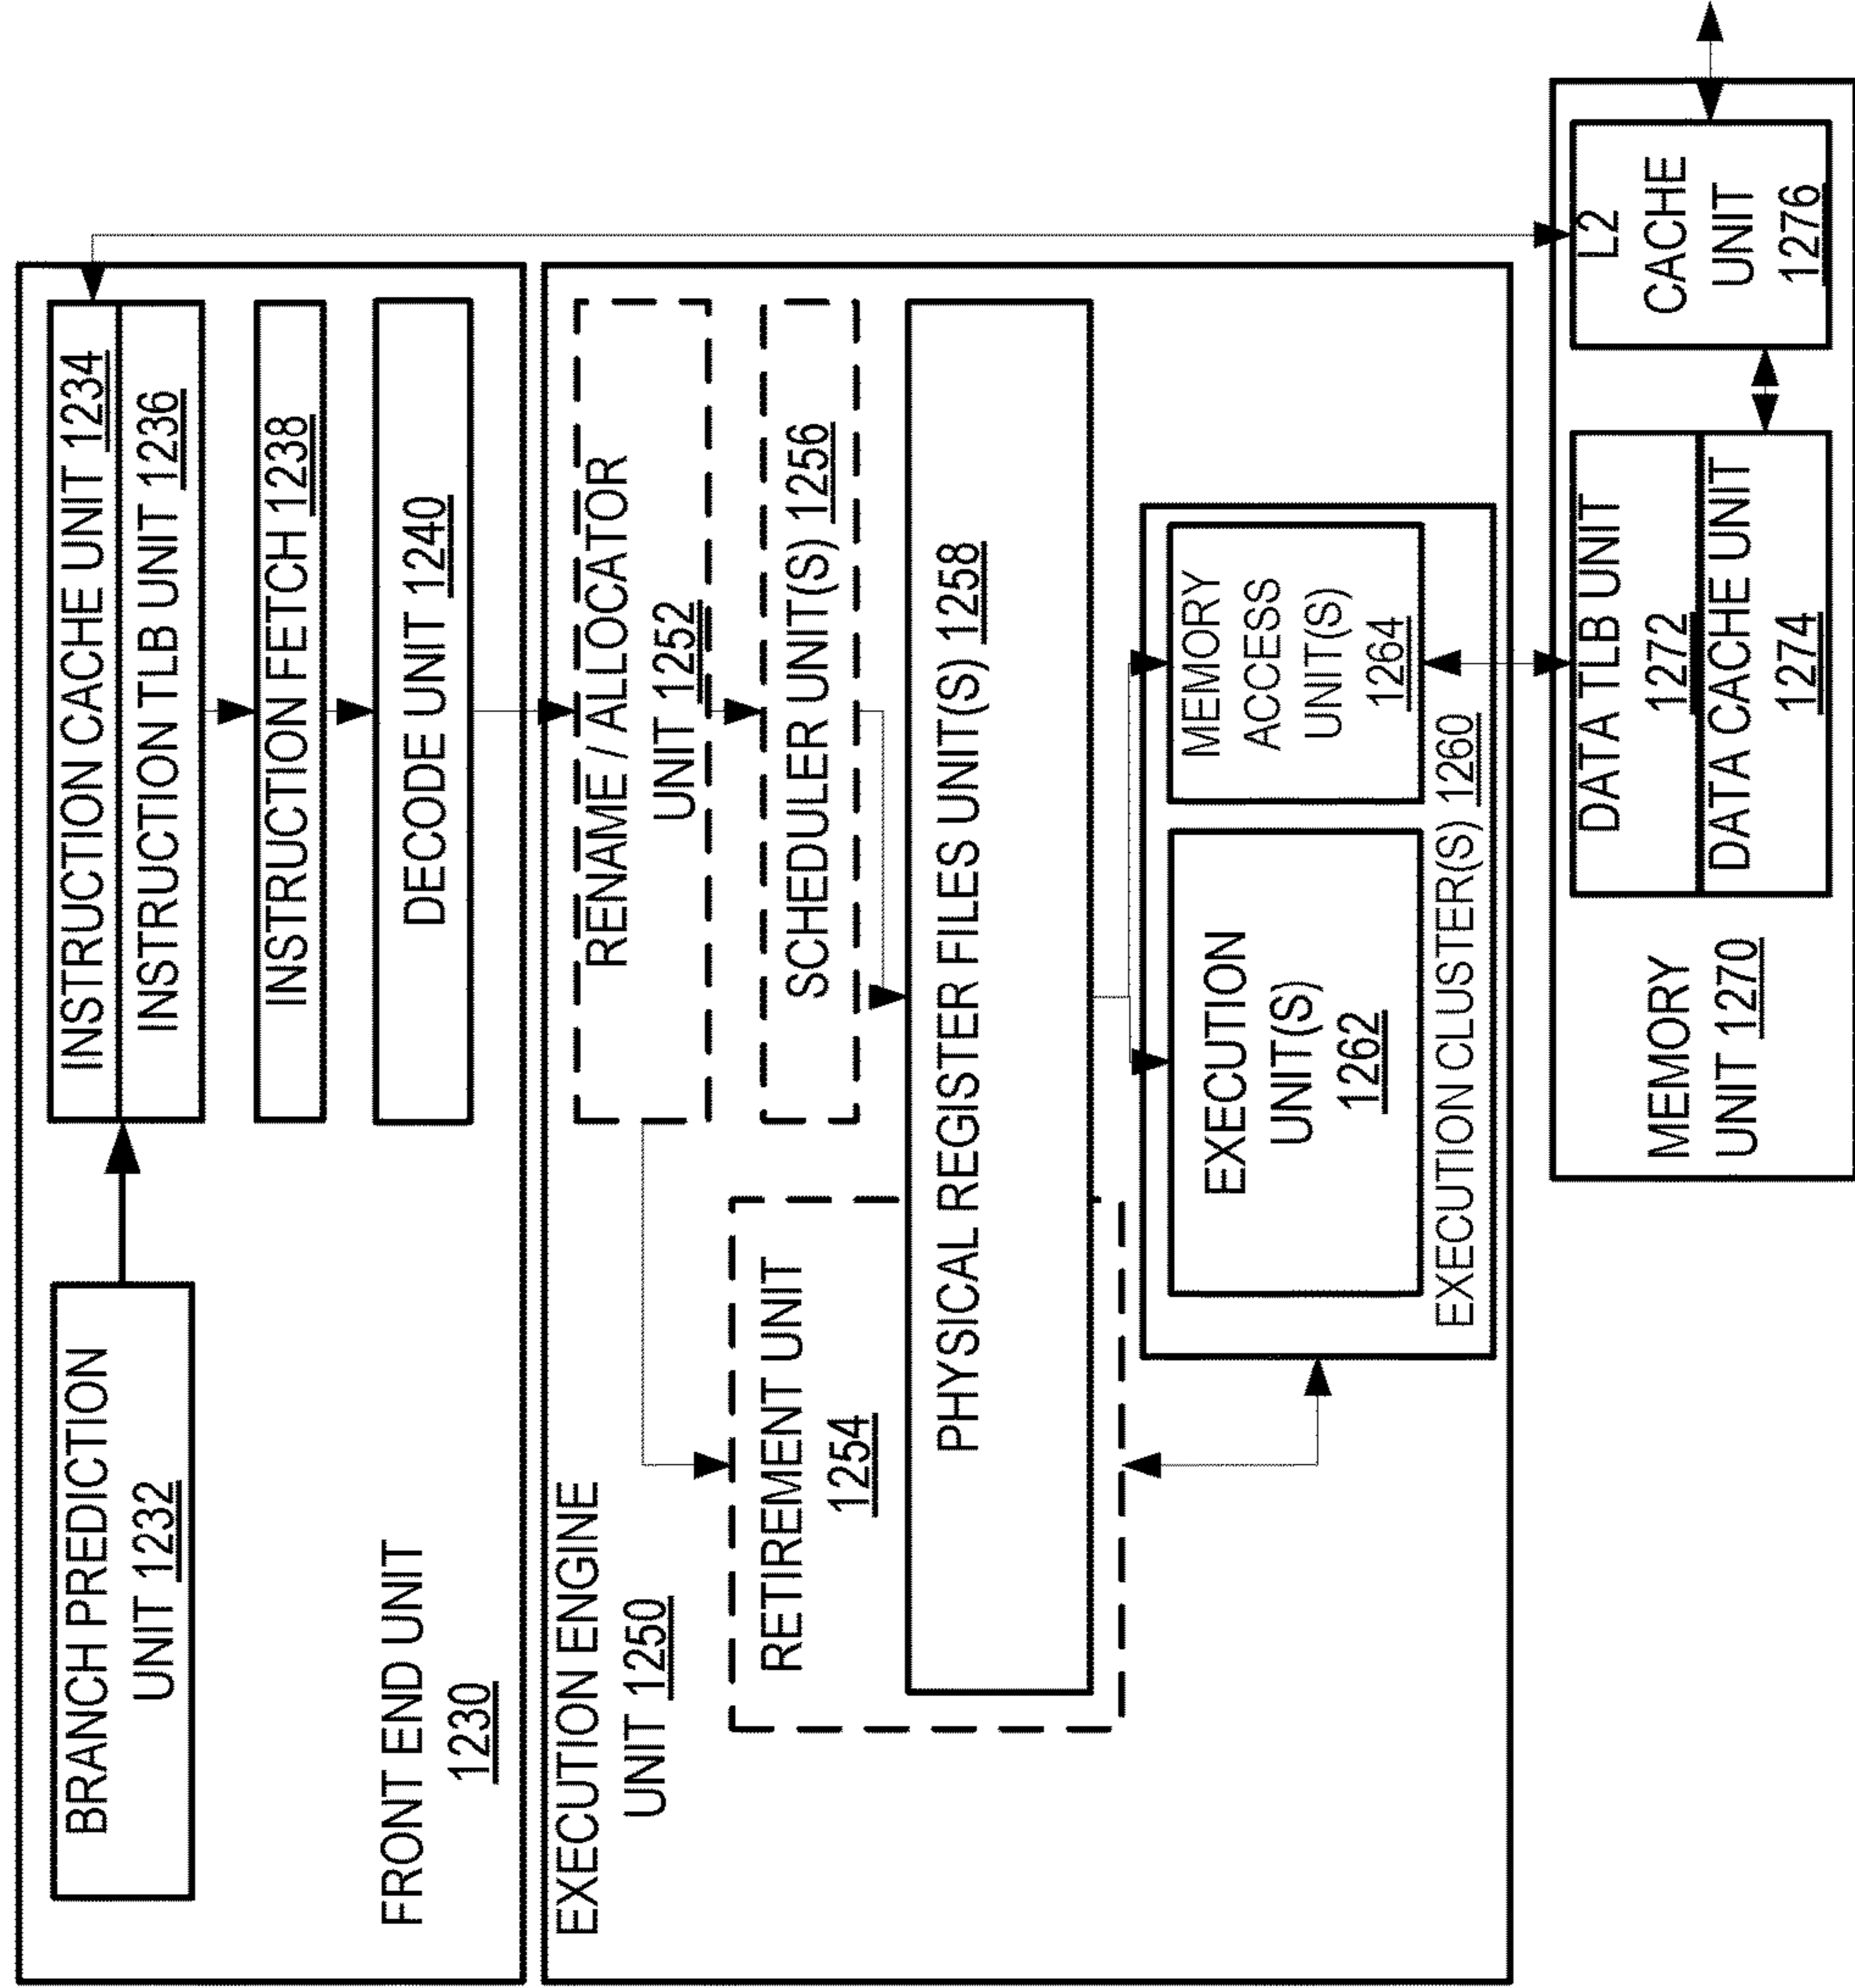 BRANCH PREDICTION
UNIT 1232
INSTRUCTION CACHE UNIT 1234
INSTRUCTION TLB UNIT 1236
INSTRUCTION FETCH 1238
DECODE UNIT 1240
FRONT END UNIT
1230
EXECUTION ENGINE
UNIT 1250
RENAME / ALLOCATOR
UNIT 1252
RETIREMENT UNIT
1254
SCHEDULER UNIT(S) 1256
PHYSICAL REGISTER FILES UNIT(S) 1258
EXECUTION
UNIT(S)
1262
MEMORY
ACCESS
UNIT(S)
1264
EXECUTION CLUSTER(S) 1260
MEMORY
UNIT 1270
DATA TLB UNIT
1272
DATA CACHE UNIT
1274
L2
CACHE
UNIT
1276